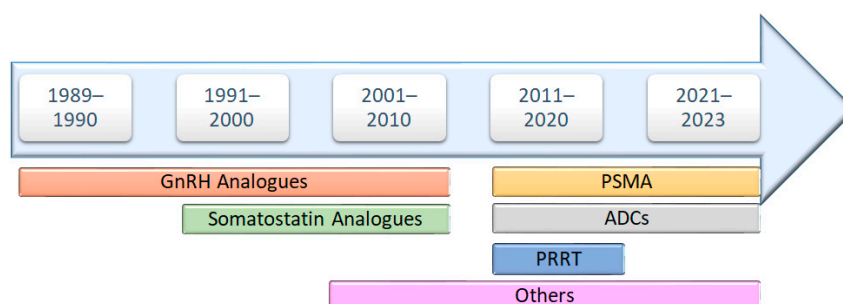 1989–
1990
1991–
2000
2001–
2010
2011–
2020
2021–
2023
GnRH Analogues
PSMA
Somatostatin Analogues
ADCs
PRRT
Others